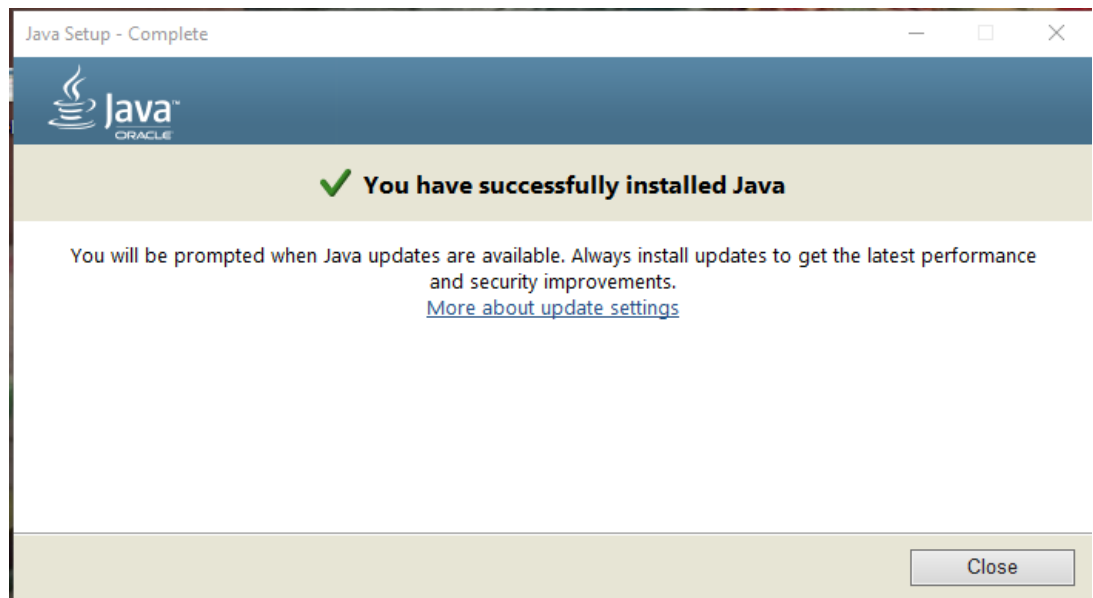 Java Setup - Complete
Java™
ORACLE
You have successfully installed Java
You will be prompted when Java updates are available. Always install updates to get the latest performance
and security improvements.
More about update settings
Close